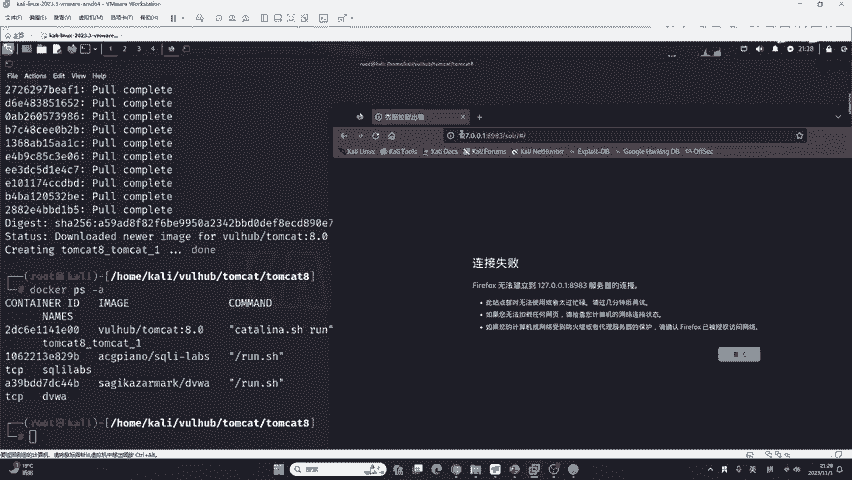 kali-linux-2023.3-vmware-amd64 - VMware Workstation
File Actions Edit View Help
2726297beaf1: Pull complete
d6e483851652: Pull complete
0ab260573986: Pull complete
b7c48cee0b2b: Pull complete
1368ab15aa1c: Pull complete
e4b9c85c3e06: Pull complete
ee3dc5d1e4c7: Pull complete
e101174ccdbd: Pull complete
b4ba120532be: Pull complete
2882e4bbd1b5: Pull complete
Digest: sha256:a59ad8f82f6be9950a2342bbd0def8ecd890e7
Status: Downloaded newer image for vulhub/tomcat:8.0
Creating tomcat8_tomcat_1 ... done
(root㉿kali)-[/home/kali/vulhub/tomcat/tomcat8]
# docker ps -a
CONTAINER ID IMAGE COMMAND
NAMES
2dc6e1141e00 vulhub/tomcat:8.0 "catalina.sh run"
tomcat8_tomcat_1
1062213e829b acgpiano/sqli-labs "/run.sh"
tcp sqlilabs
a39bdd7dc44b sagikazarmark/dvwa "/run.sh"
tcp dvwa
(root㉿kali)-[/home/kali/vulhub/tomcat/tomcat8]
#
127.0.0.1:8983/solr/#/
Kali Linux Kali Tools Kali Docs Kali Forums Kali NetHunter Exploit-DB Google Hacking DB OffSec
连接失败
Firefox 无法建立到 127.0.0.1:8983 服务器的连接。
此站点暂时无法使用或者太过忙碌。请过几分钟后再试。
如果您无法加载任何网页，请检查您计算机的网络连接状态。
如果您的计算机或网络受到防火墙或者代理服务器的保护，请确认 Firefox 已被授权访问网络。
21:28
2023/11/1